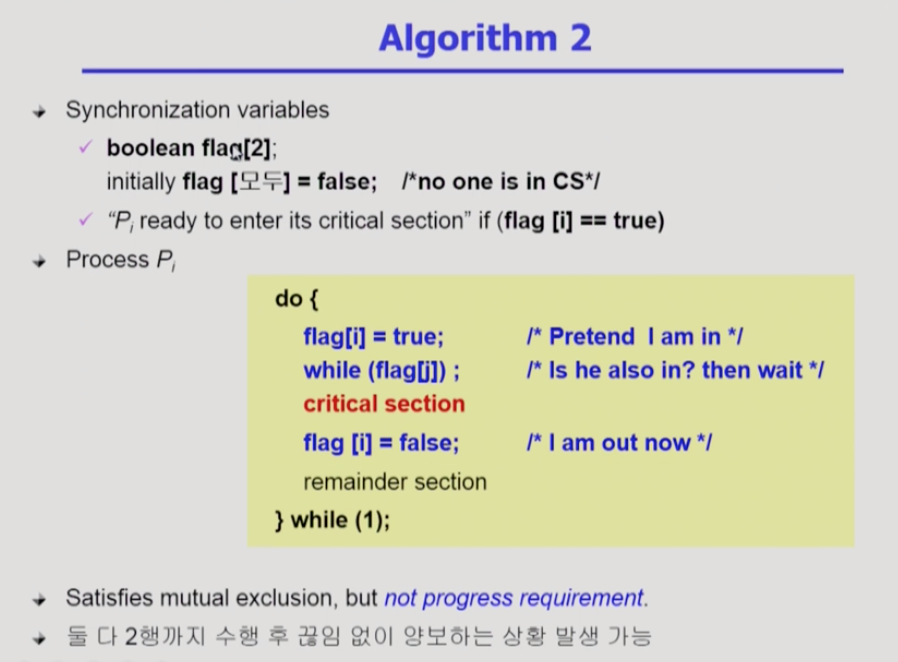 Algorithm 2
Synchronization variables
boolean flag[2];
initially flag [모두] = false; /*no one is in CS*/
“Pi ready to enter its critical section” if (flag [i] == true)
Process Pi
do {
flag[i] = true; /* Pretend I am in */
while (flag[j]) ; /* Is he also in? then wait */
critical section
flag [i] = false; /* I am out now */
remainder section
} while (1);
Satisfies mutual exclusion, but not progress requirement.
둘 다 2행까지 수행 후 끊임 없이 양보하는 상황 발생 가능